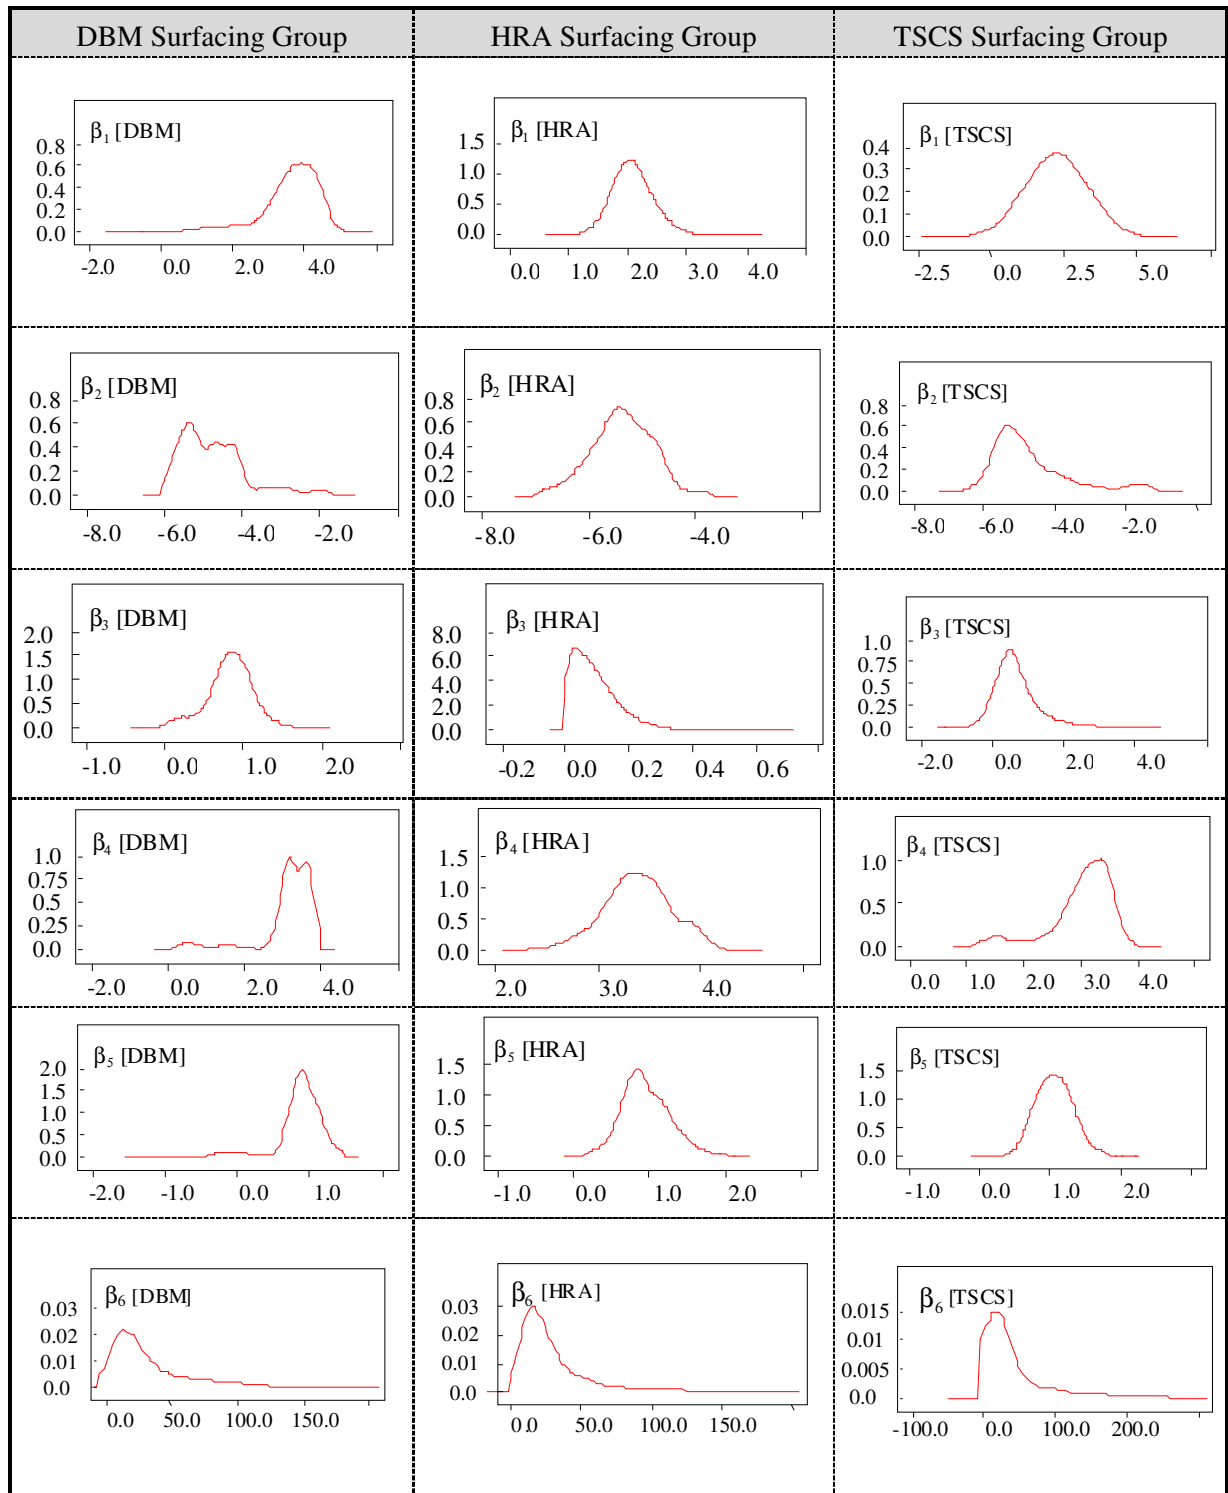 DBM Surfacing Group
HRA Surfacing Group
TSCS Surfacing Group
β1 [DBM]
0.8
0.6
0.4
0.2
0.0
-2.0 0.0 2.0 4.0
β1 [HRA]
1.5
1.0
0.5
0.0
0.0 1.0 2.0 3.0 4.0
β1 [TSCS]
0.4
0.3
0.2
0.1
0.0
-2.5 0.0 2.5 5.0
β2 [DBM]
0.8
0.6
0.4
0.2
0.0
-8.0 -6.0 -4.0 -2.0
β2 [HRA]
0.8
0.6
0.4
0.2
0.0
-8.0 -6.0 -4.0
β2 [TSCS]
0.8
0.6
0.4
0.2
0.0
-8.0 -6.0 -4.0 -2.0
β3 [DBM]
2.0
1.5
1.0
0.5
0.0
-1.0 0.0 1.0 2.0
β3 [HRA]
8.0
6.0
4.0
2.0
0.0
-0.2 0.0 0.2 0.4 0.6
β3 [TSCS]
1.0
0.75
0.5
0.25
0.0
-2.0 0.0 2.0 4.0
β4 [DBM]
1.0
0.75
0.5
0.25
0.0
-2.0 0.0 2.0 4.0
β4 [HRA]
1.5
1.0
0.5
0.0
2.0 3.0 4.0
β4 [TSCS]
1.0
0.5
0.0
0.0 1.0 2.0 3.0 4.0 5.0
β5 [DBM]
2.0
1.5
1.0
0.5
0.0
-2.0 -1.0 0.0 1.0
β5 [HRA]
1.5
1.0
0.5
0.0
-1.0 0.0 1.0 2.0
β5 [TSCS]
1.5
1.0
0.5
0.0
-1.0 0.0 1.0 2.0
β6 [DBM]
0.03
0.02
0.01
0.0
0.0 50.0 100.0 150.0
β6 [HRA]
0.03
0.02
0.01
0.0
0.0 50.0 100.0 150.0
β6 [TSCS]
0.015
0.01
0.005
0.0
-100.0 0.0 100.0 200.0